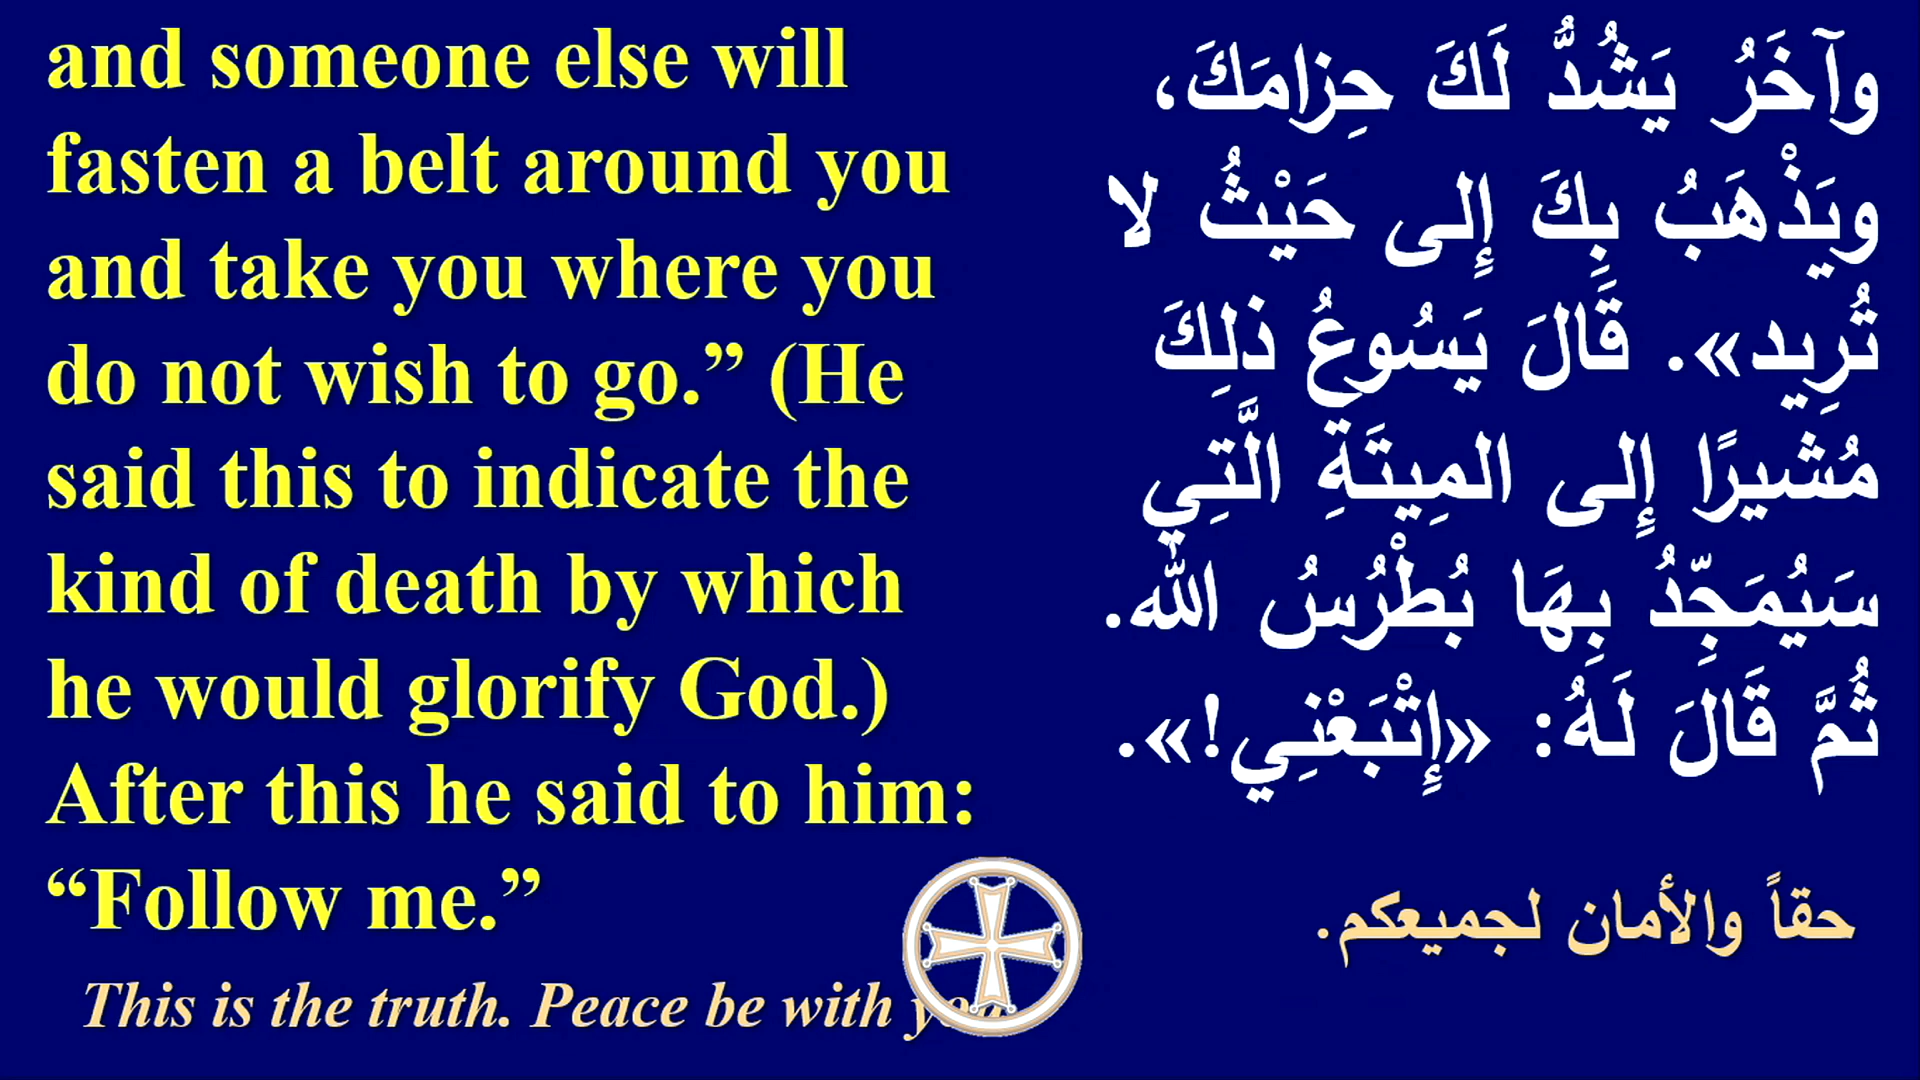 and someone else will
fasten a belt around you
and take you where you
do not wish to go.” (He
said this to indicate the
kind of death by which
he would glorify God.)
After this he said to him:
“Follow me.”
This is the truth. Peace be with you
وآخَرُ يَشُدُّ لَكَ حِزامَكَ،
ويَذْهَبُ بِكَ إِلى حَيْثُ لا
تُرِيد». قَالَ يَسُوعُ ذلِكَ
مُشيرًا إِلى المِيتَةِ الَّتِي
سَيُمَجِّدُ بِهَا بُطْرُسُ الله.
ثُمَّ قَالَ لَهُ: «إِتْبَعْنِي!».
حقاً والأمان لجميعكم.